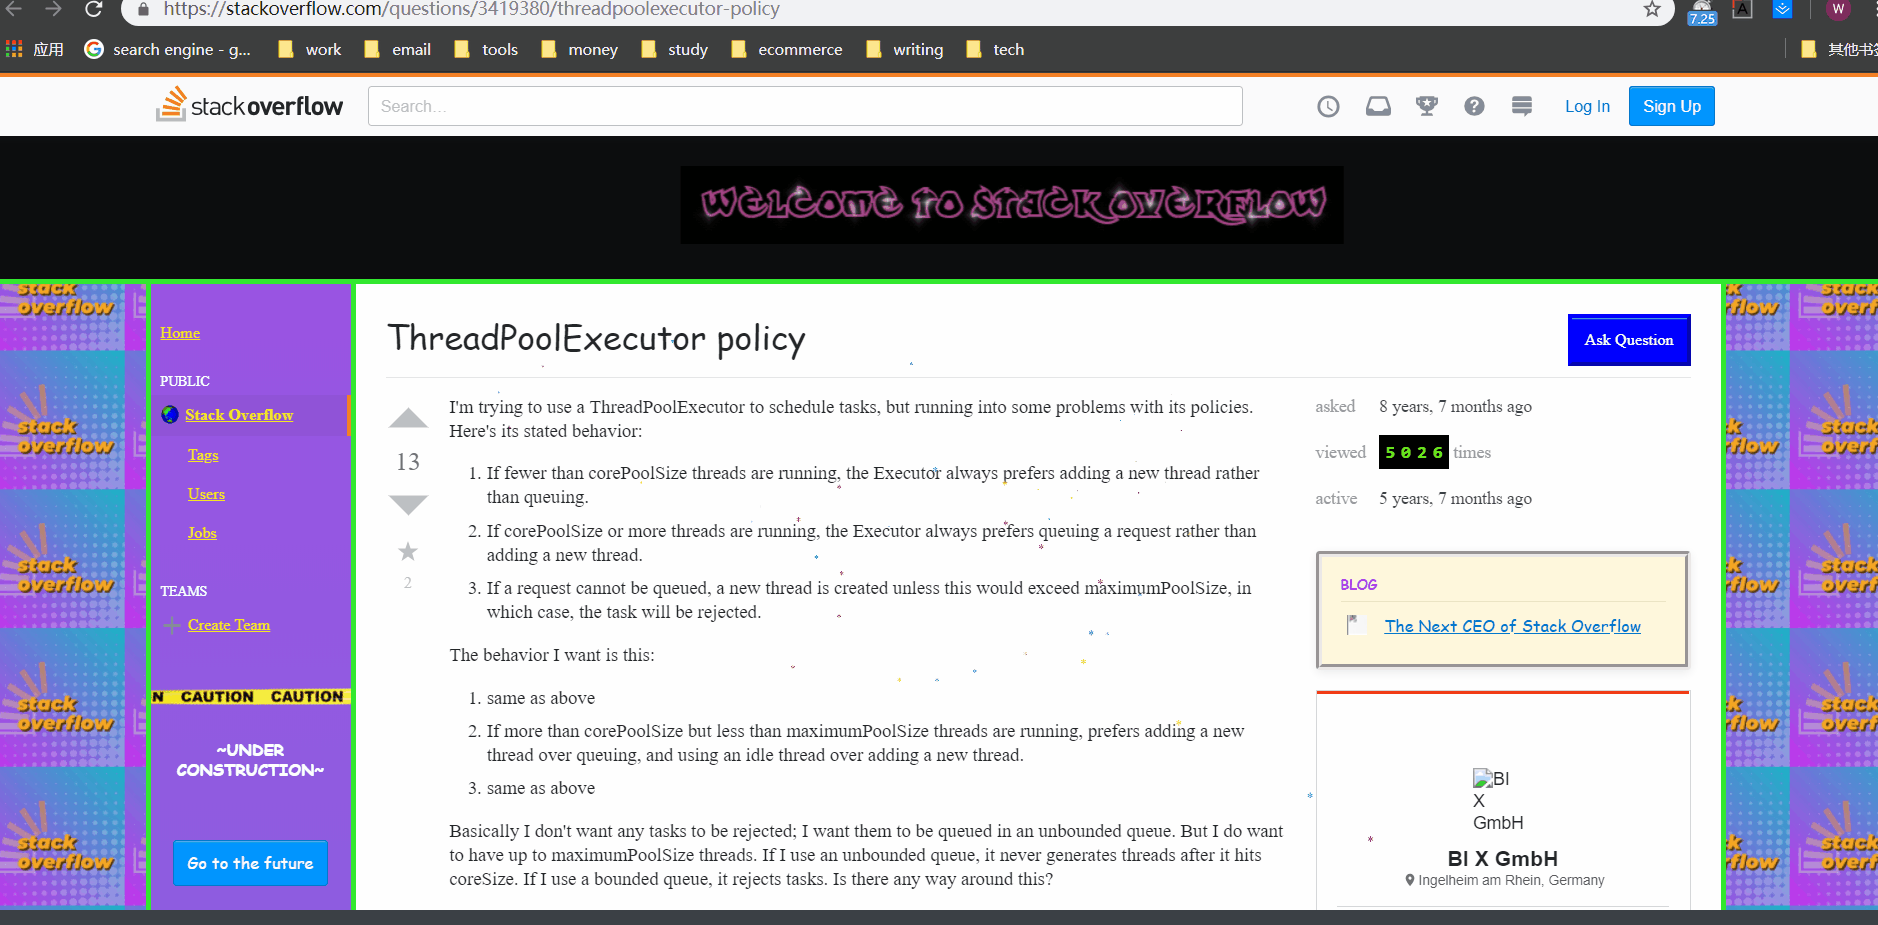 https://stackoverflow.com/questions/3419380/threadpoolexecutor-policy
7.25
A
W
应用
search engine - g...
work
email
tools
money
study
ecommerce
writing
tech
其他书签
stackoverflow
Search...
Log In
Sign Up
WELCOME TO STACK OVERFLOW
Home
PUBLIC
Stack Overflow
Tags
Users
Jobs
TEAMS
Create Team
N CAUTION CAUTION
~UNDER
CONSTRUCTION~
Go to the future
ThreadPoolExecutor policy
Ask Question
13
2
I'm trying to use a ThreadPoolExecutor to schedule tasks, but running into some problems with its policies.
Here's its stated behavior:
1. If fewer than corePoolSize threads are running, the Executor always prefers adding a new thread rather
than queuing.
2. If corePoolSize or more threads are running, the Executor always prefers queuing a request rather than
adding a new thread.
3. If a request cannot be queued, a new thread is created unless this would exceed maximumPoolSize, in
which case, the task will be rejected.
The behavior I want is this:
1. same as above
2. If more than corePoolSize but less than maximumPoolSize threads are running, prefers adding a new
thread over queuing, and using an idle thread over adding a new thread.
3. same as above
Basically I don't want any tasks to be rejected; I want them to be queued in an unbounded queue. But I do want
to have up to maximumPoolSize threads. If I use an unbounded queue, it never generates threads after it hits
coreSize. If I use a bounded queue, it rejects tasks. Is there any way around this?
asked 8 years, 7 months ago
viewed 5026 times
active 5 years, 7 months ago
BLOG
The Next CEO of Stack Overflow
BI
X
GmbH
BI X GmbH
Ingelheim am Rhein, Germany
stack
overflow
stack
overflow
stack
overflow
stack
overflow
stack
overflow